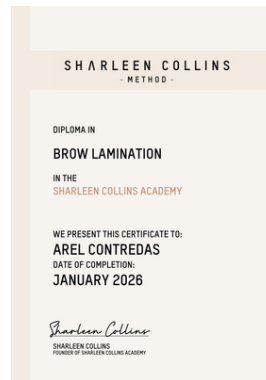 SHARLEEN COLLINS
- METHOD -
DIPLOMA IN
BROW LAMINATION
IN THE
SHARLEEN COLLINS ACADEMY
WE PRESENT THIS CERTIFICATE TO:
AREL CONTREDAS
DATE OF COMPLETION:
JANUARY 2026
Sharleen Collins
SHARLEEN COLLINS
FOUNDER OF SHARLEEN COLLINS ACADEMY